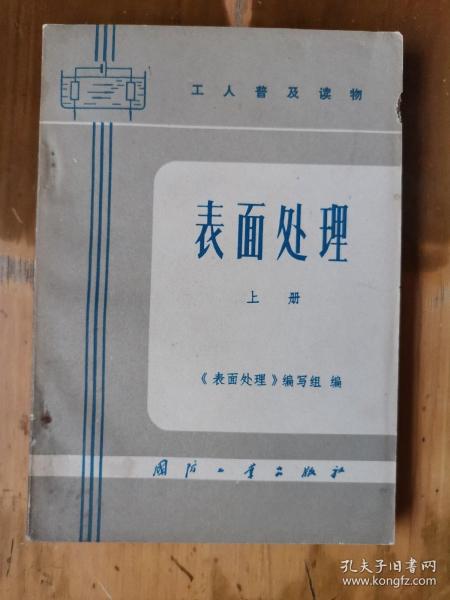 工人普及读物
表面处理
上册
《表面处理》编写组 编
国防工业出版社
孔夫子旧书网
www.kongfz.com